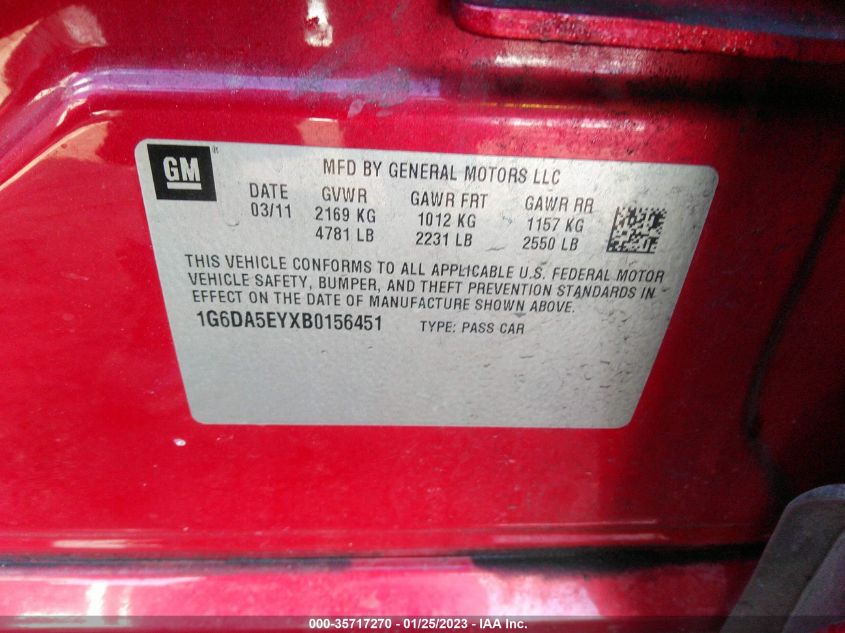 GM
MFD BY GENERAL MOTORS LLC
DATE GVWR GAWR FRT GAWR RR
03/11 2169 KG 1012 KG 1157 KG
4781 LB 2231 LB 2550 LB
THIS VEHICLE CONFORMS TO ALL APPLICABLE U.S. FEDERAL MOTOR
VEHICLE SAFETY, BUMPER, AND THEFT PREVENTION STANDARDS IN
EFFECT ON THE DATE OF MANUFACTURE SHOWN ABOVE.
1G6DA5EYXB0156451 TYPE: PASS CAR
000-35717270 - 01/25/2023 - IAA Inc.